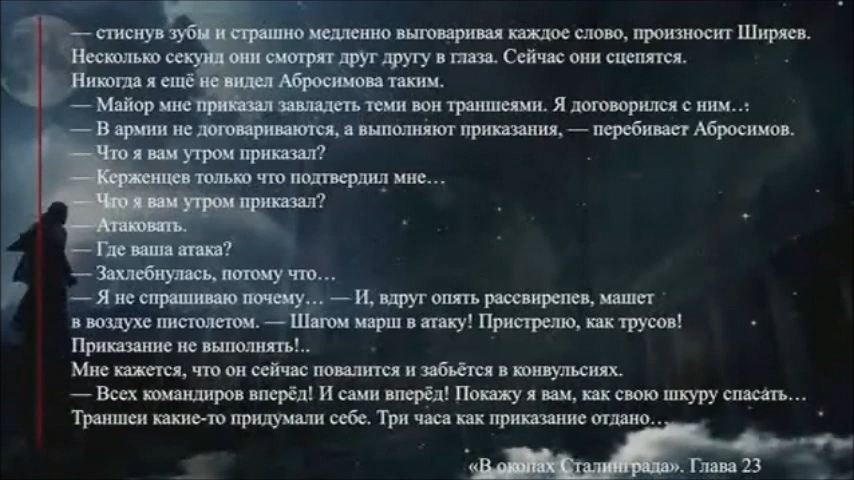 — стиснув зубы и страшно медленно выговаривая каждое слово, произносит Ширяев.
Несколько секунд они смотрят друг другу в глаза. Сейчас они сцепятся.
Никогда я ещё не видел Абросимова таким.
— Майор мне приказал завладеть теми вон траншеями. Я договорился с ним...
— В армии не договариваются, а выполняют приказания, — перебивает Абросимов.
— Что я вам утром приказал?
— Керженцев только что подтвердил мне...
— Что я вам утром приказал?
— Атаковать.
— Где ваша атака?
— Захлебнулась, потому что...
— Я не спрашиваю почему... — И, вдруг опять рассвирепев, машет
в воздухе пистолетом. — Шагом марш в атаку! Пристрелю, как трусов!
Приказание не выполнять!..
Мне кажется, что он сейчас повалится и забьётся в конвульсиях.
— Всех командиров вперёд! И сами вперёд! Покажу я вам, как свою шкуру спасать...
Траншеи какие-то придумали себе. Три часа как приказание отдано...
«В окопах Сталинграда». Глава 23